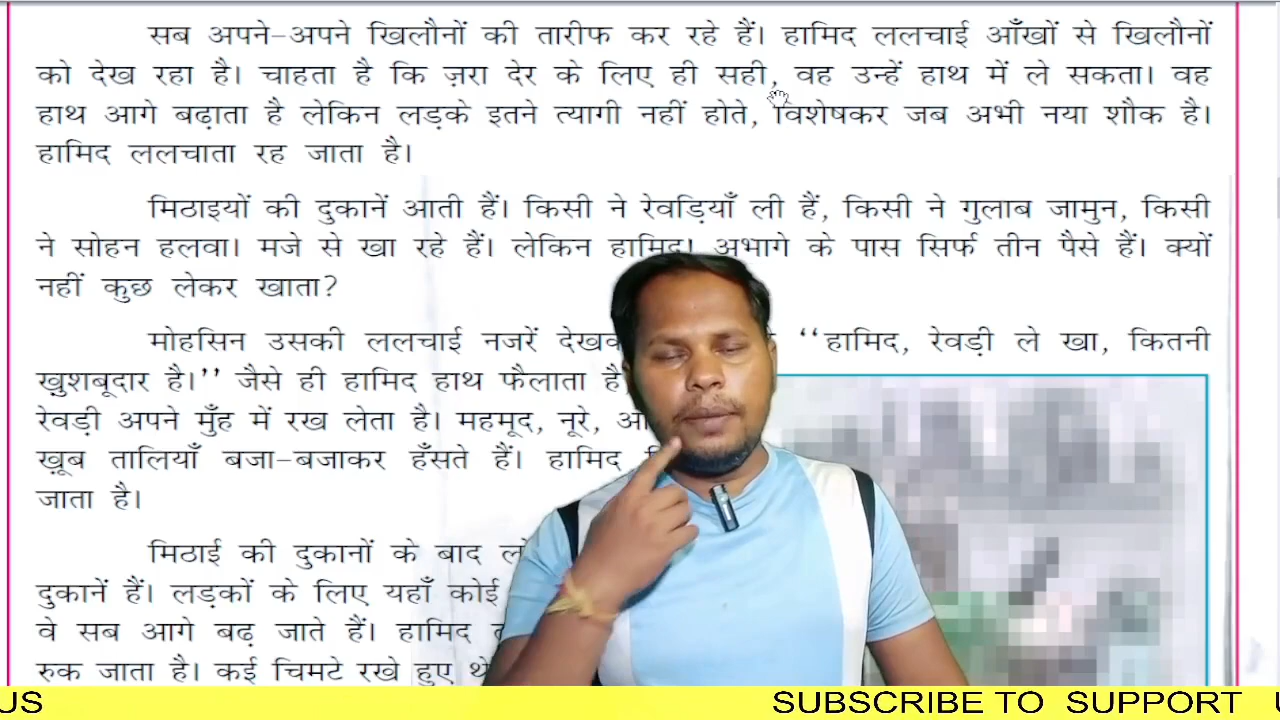 सब अपने-अपने खिलौनों की तारीफ कर रहे हैं। हामिद ललचाई आँखों से खिलौनों
को देख रहा है। चाहता है कि ज़रा देर के लिए ही सही, वह उन्हें हाथ में ले सकता। वह
हाथ आगे बढ़ाता है लेकिन लड़के इतने त्यागी नहीं होते, विशेषकर जब अभी नया शौक है।
हामिद ललचाता रह जाता है।
मिठाइयों की दुकानें आती हैं। किसी ने रेवड़ियाँ ली हैं, किसी ने गुलाब जामुन, किसी
ने सोहन हलवा। मजे से खा रहे हैं। लेकिन हामिद! अभागे के पास सिर्फ तीन पैसे हैं। क्यों
नहीं कुछ लेकर खाता?
मोहसिन उसकी ललचाई नजरें ‘‘हामिद, रेवड़ी ले खा, कितनी
ख़ुशबूदार है।’’ जैसे ही हामिद हाथ फैलाता है
रेवड़ी अपने मुँह में रख लेता है। महमूद, नूरे,
ख़ूब तालियाँ बजा-बजाकर हँसते हैं। हामिद
जाता है।
मिठाई की दुकानों के बाद
दुकानें हैं। लड़कों के लिए यहाँ कोई
वे सब आगे बढ़ जाते हैं। हामिद
रुक जाता है। कई चिमटे रखे हुए थे
US SUBSCRIBE TO SUPPORT